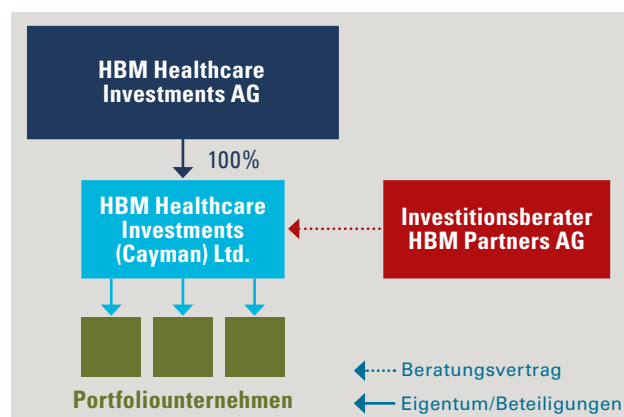 HBM Healthcare
Investments AG
100%
HBM Healthcare
Investments
(Cayman) Ltd.
Investitionsberater
HBM Partners AG
Portfoliounternehmen
Beratungsvertrag
Eigentum/Beteiligungen